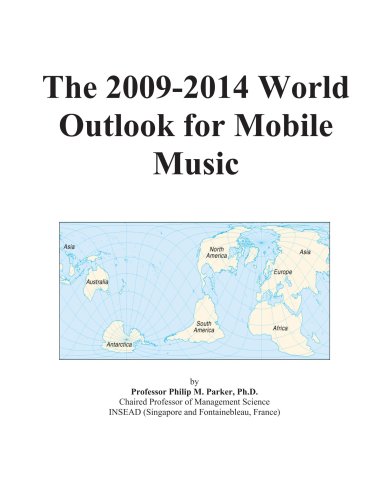 The 2009-2014 World
Outlook for Mobile
Music
Asia
North
America
Asia
Europe
Australia
South
America
Africa
Antarctica
by
Professor Philip M. Parker, Ph.D.
Chaired Professor of Management Science
INSEAD (Singapore and Fontainebleau, France)